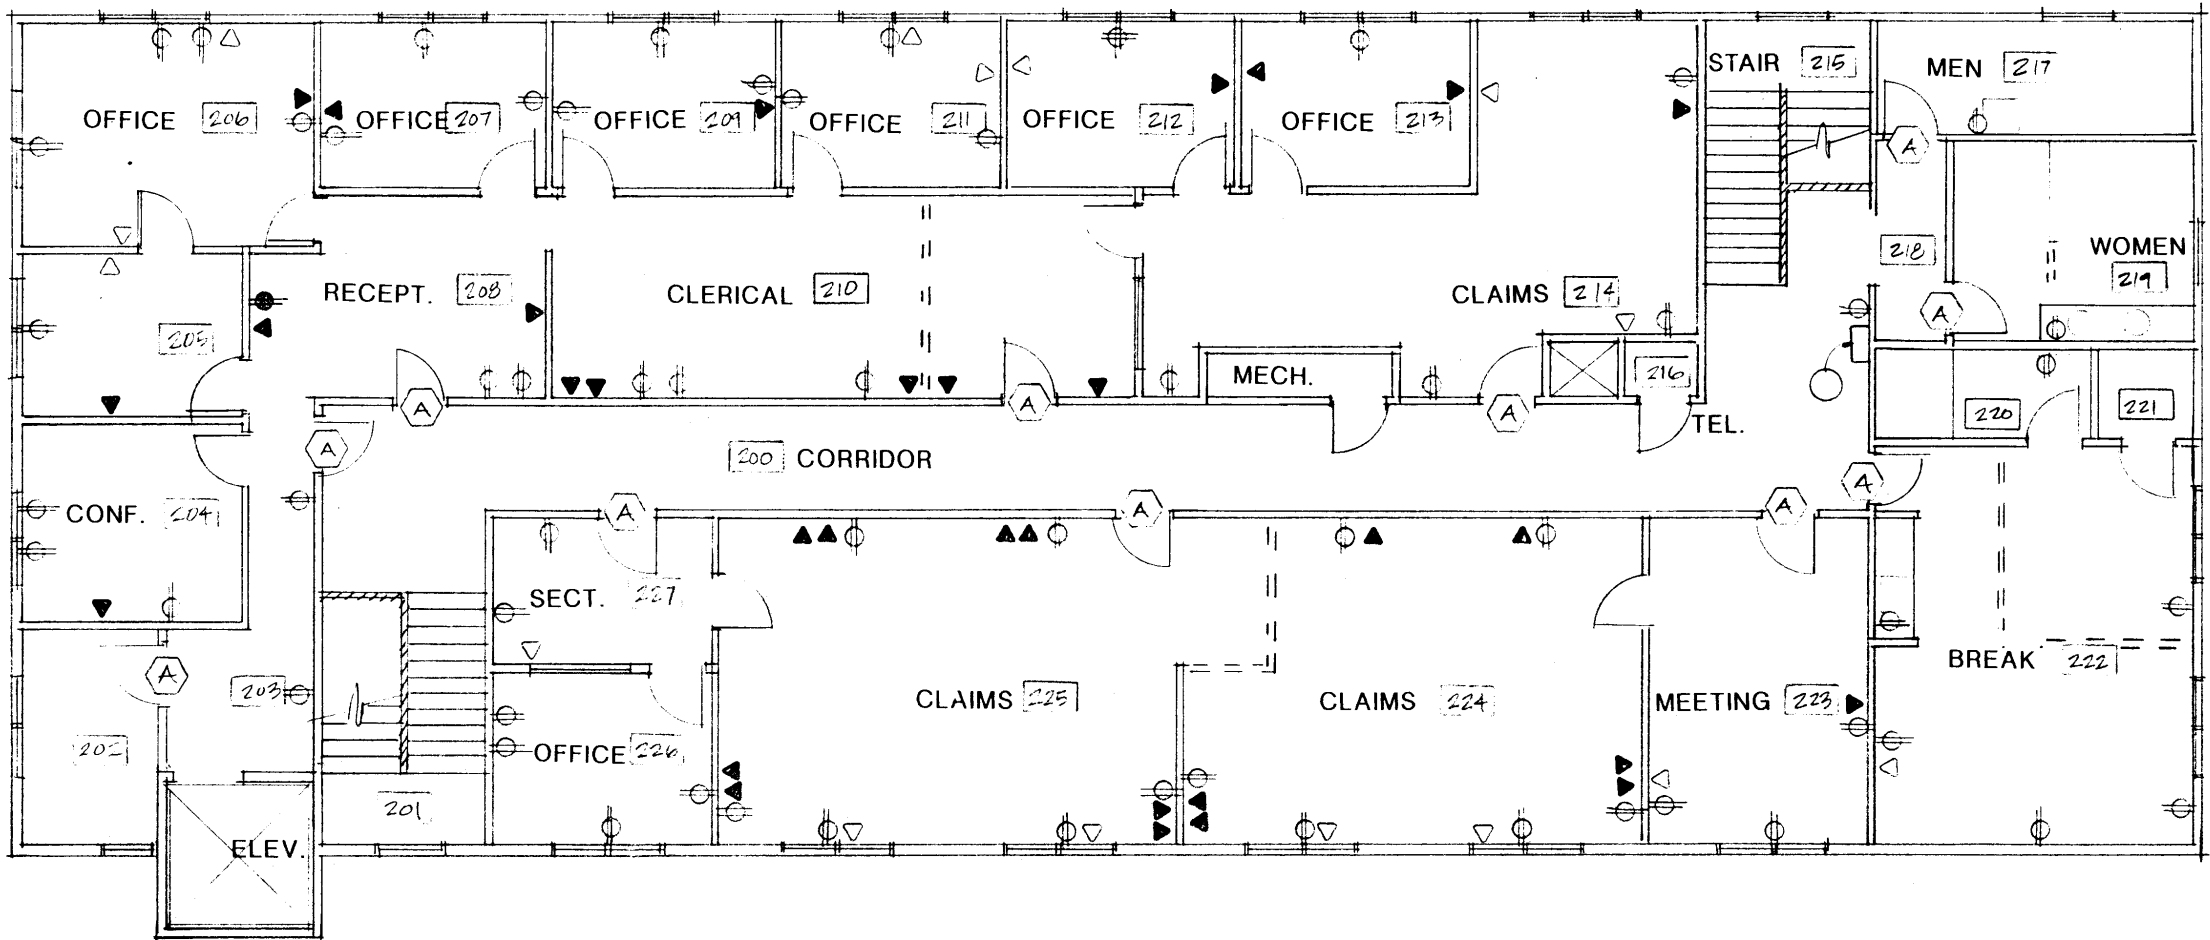 OFFICE 206
OFFICE 207
OFFICE 209
OFFICE 211
OFFICE 212
OFFICE 213
STAIR 215
MEN 217
A
218
WOMEN
219
A
205
RECEPT. 208
CLERICAL 210
CLAIMS 214
MECH.
216
TEL.
220
221
A
A
A
A
200 CORRIDOR
CONF. 204
A
A
A
A
SECT. 227
A
203
202
201
ELEV.
OFFICE 226
CLAIMS 225
CLAIMS 224
MEETING 223
BREAK 222